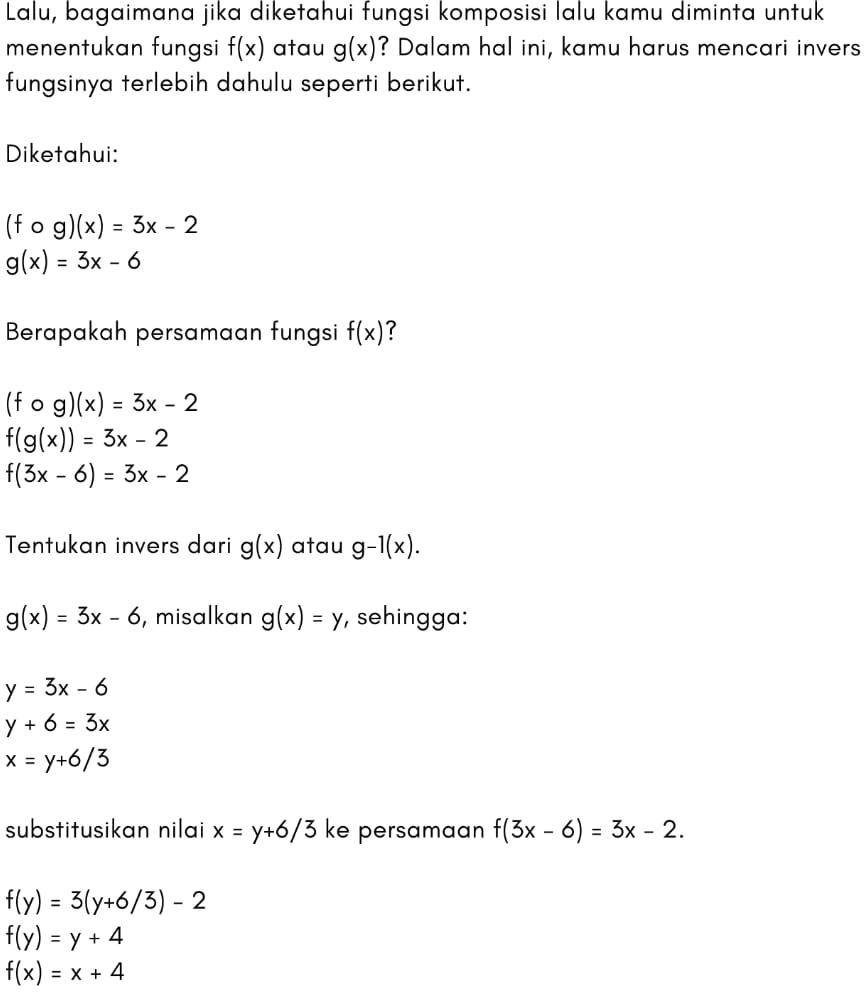 Lalu, bagaimana jika diketahui fungsi komposisi lalu kamu diminta untuk
menentukan fungsi f(x) atau g(x)? Dalam hal ini, kamu harus mencari invers
fungsinya terlebih dahulu seperti berikut.
Diketahui:
(f o g)(x) = 3x - 2
g(x) = 3x - 6
Berapakah persamaan fungsi f(x)?
(f o g)(x) = 3x - 2
f(g(x)) = 3x - 2
f(3x - 6) = 3x - 2
Tentukan invers dari g(x) atau g-1(x).
g(x) = 3x - 6, misalkan g(x) = y, sehingga:
y = 3x - 6
y + 6 = 3x
x = y+6/3
substitusikan nilai x = y+6/3 ke persamaan f(3x - 6) = 3x - 2.
f(y) = 3(y+6/3) - 2
f(y) = y + 4
f(x) = x + 4